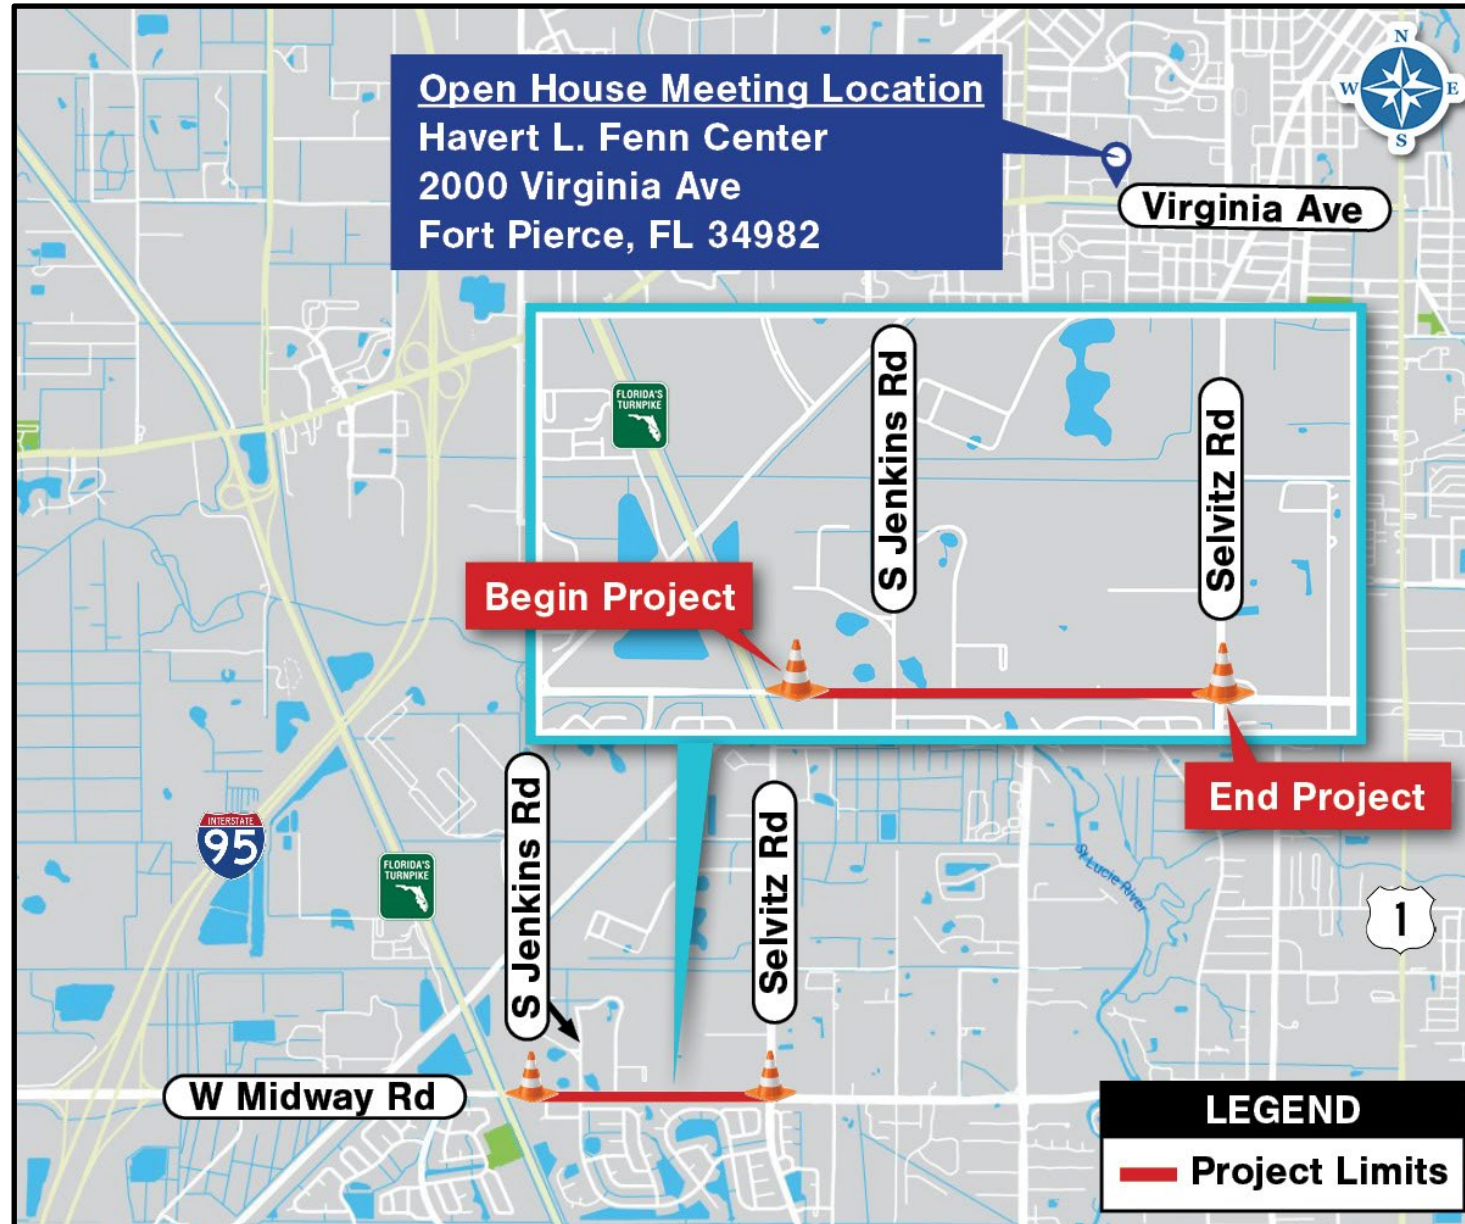 N
W
E
S
Open House Meeting Location
Havert L. Fenn Center
2000 Virginia Ave
Fort Pierce, FL 34982
Virginia Ave
FLORIDA'S
TURNPIKE
S Jenkins Rd
Selvitz Rd
Begin Project
End Project
S Jenkins Rd
Selvitz Rd
INTERSTATE
95
FLORIDA'S
TURNPIKE
St Lucie River
1
W Midway Rd
LEGEND
Project Limits